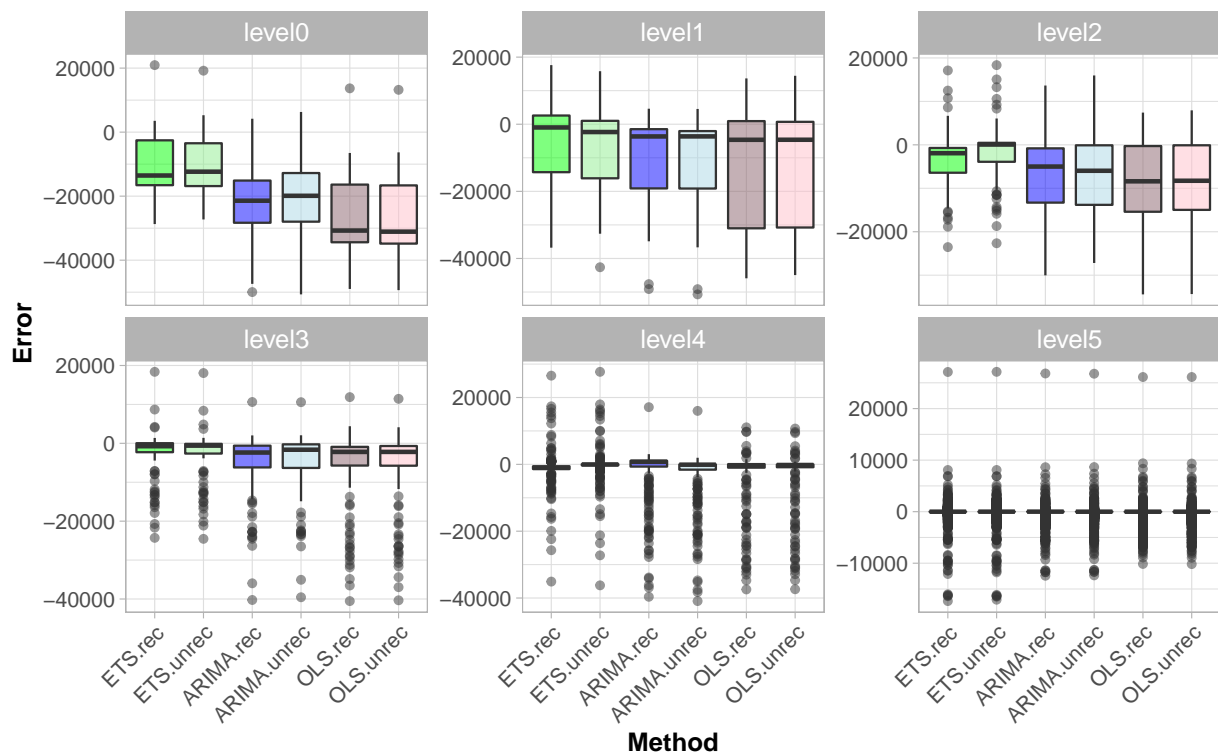 level0 level1 level2
20000 20000 20000
0 0 0
−20000 −20000 −20000
−40000 −40000
Error
level3 level4 level5
20000 20000 20000
0 0 10000
−20000 −20000 0
−40000 −40000 −10000
ETS.rec ETS.unrec ARIMA.rec ARIMA.unrec OLS.rec OLS.unrec ETS.rec ETS.unrec ARIMA.rec ARIMA.unrec OLS.rec OLS.unrec ETS.rec ETS.unrec ARIMA.rec ARIMA.unrec OLS.rec OLS.unrec
Method